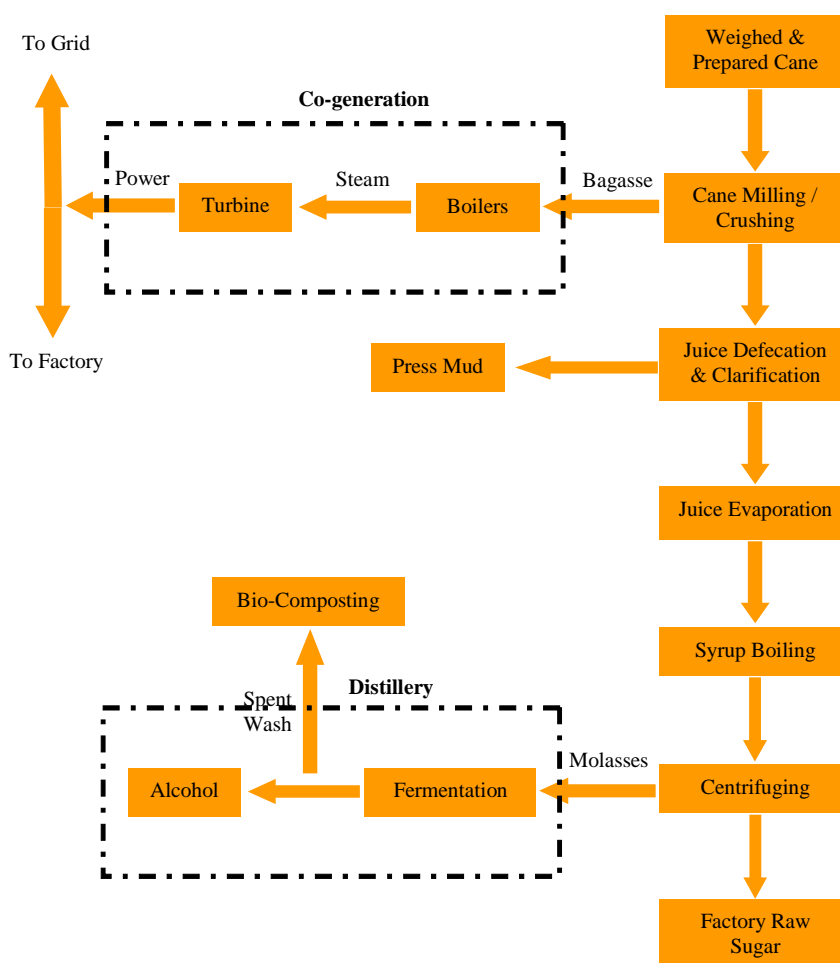 To Grid
Weighed &
Prepared Cane
Co-generation
Power
Steam
Bagasse
Turbine
Boilers
Cane Milling /
Crushing
To Factory
Press Mud
Juice Defecation
& Clarification
Juice Evaporation
Bio-Composting
Syrup Boiling
Spent
Wash
Distillery
Molasses
Alcohol
Fermentation
Centrifuging
Factory Raw
Sugar